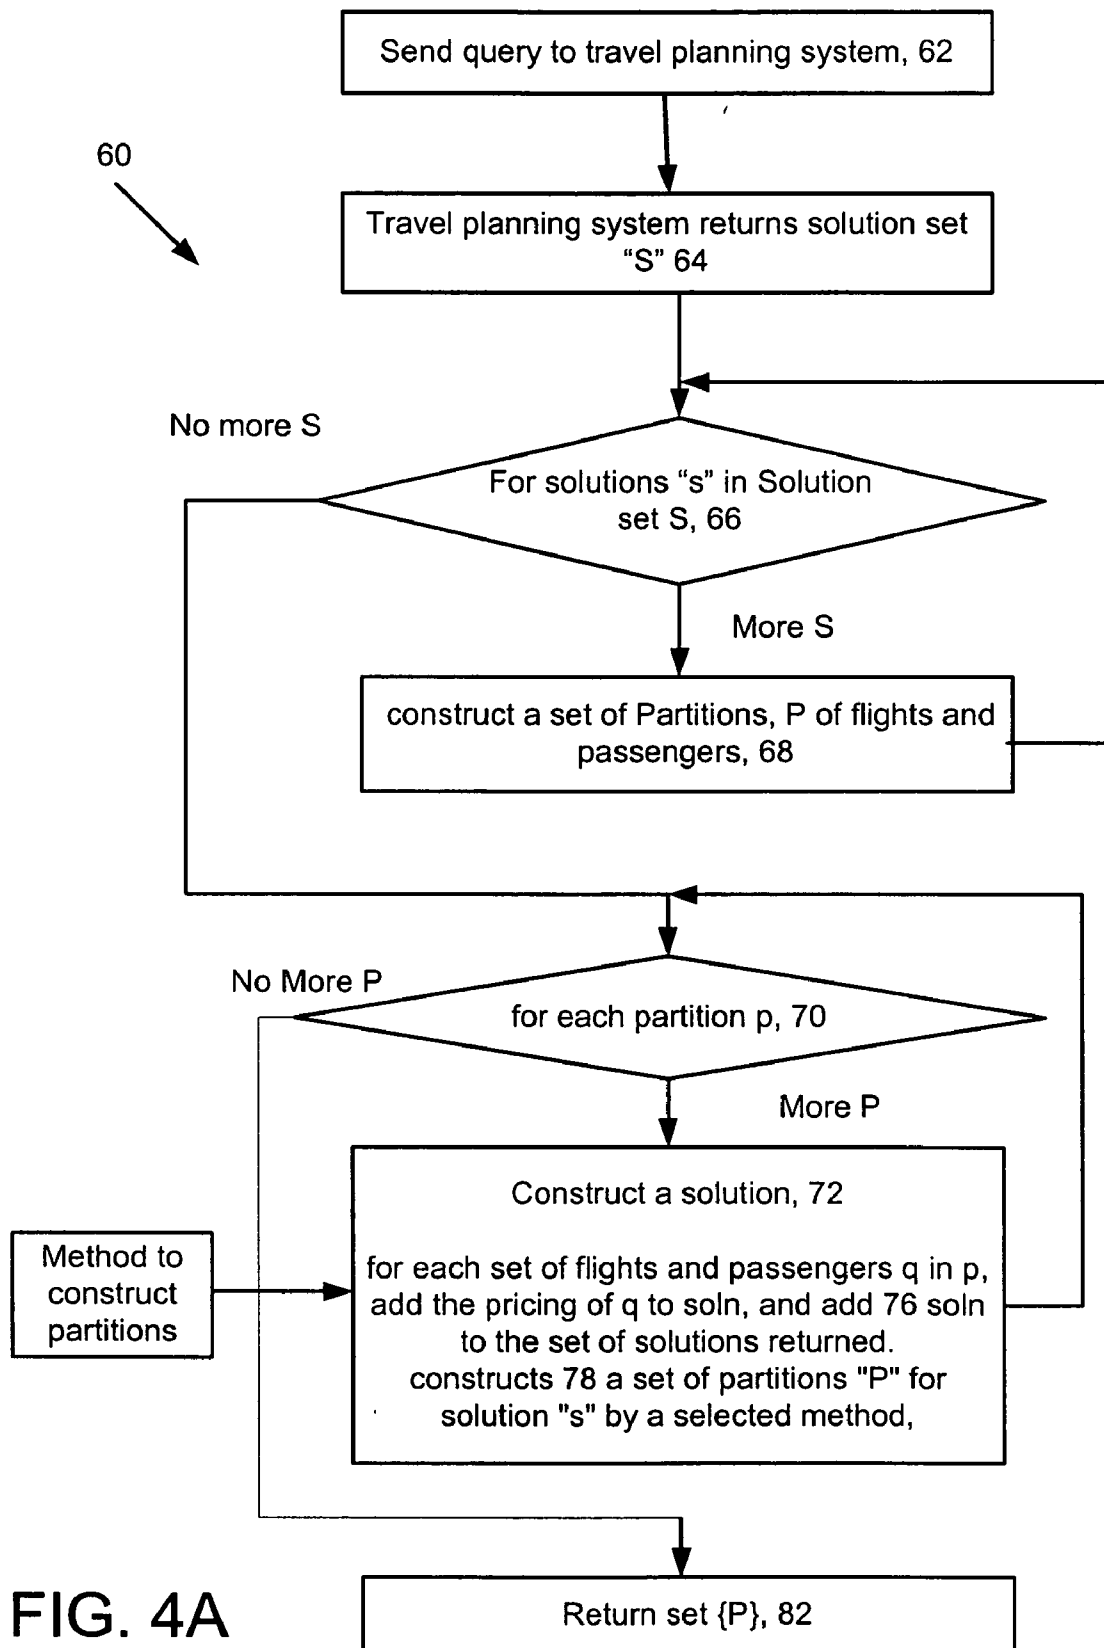 Send query to travel planning system, 62
60
Travel planning system returns solution set
“S” 64
No more S
For solutions “s” in Solution
set S, 66
More S
construct a set of Partitions, P of flights and
passengers, 68
No More P
for each partition p, 70
More P
Construct a solution, 72
for each set of flights and passengers q in p,
add the pricing of q to soln, and add 76 soln
to the set of solutions returned.
constructs 78 a set of partitions "P" for
solution "s" by a selected method,
Method to
construct
partitions
Return set {P}, 82
FIG. 4A